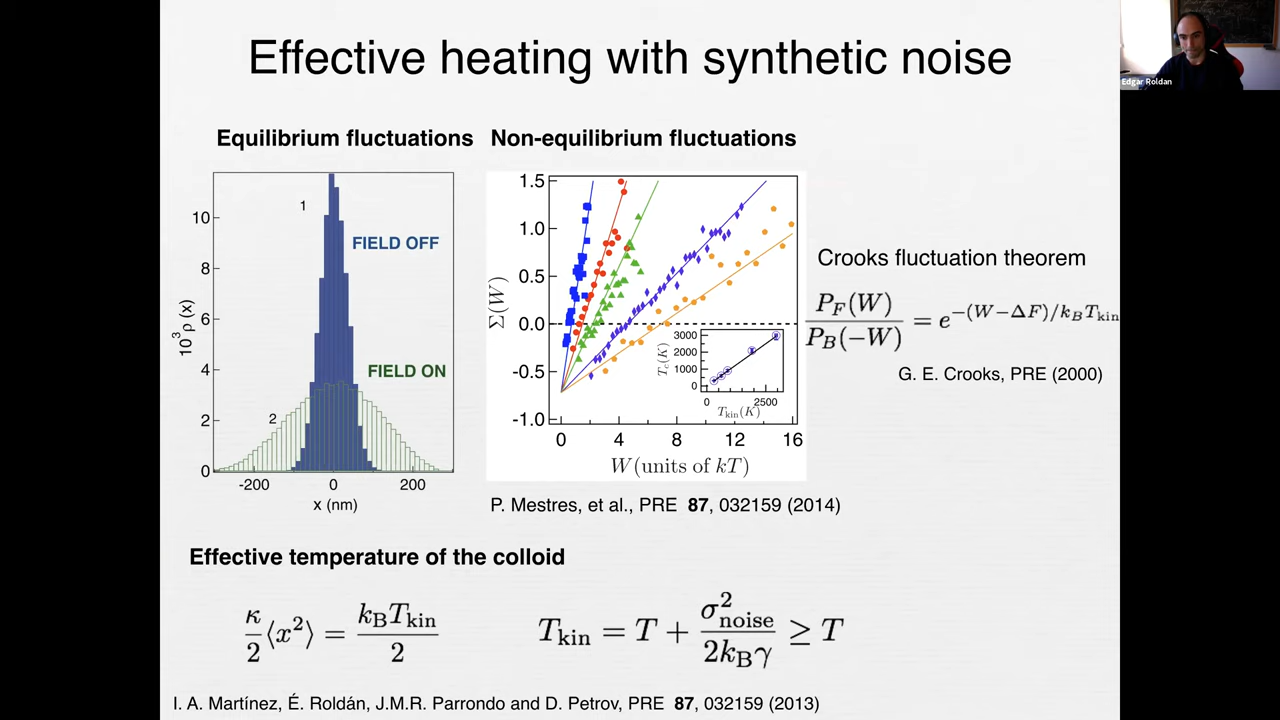 Effective heating with synthetic noise
Edgar Roldan
Equilibrium fluctuations
Non-equilibrium fluctuations
1
FIELD OFF
FIELD ON
2
10³ρ (x)
10
8
6
4
2
0
-200
0
200
x (nm)
Σ(W)
1.5
1.0
0.5
0.0
-0.5
-1.0
0
4
8
12
16
W(units of kT)
T_c(K)
3000
2000
1000
0
0
2500
T_kin(K)
Crooks fluctuation theorem
P_F(W) / P_B(−W) = e^{−(W−ΔF)/k_B T_kin}
G. E. Crooks, PRE (2000)
P. Mestres, et al., PRE 87, 032159 (2014)
Effective temperature of the colloid
κ/2 ⟨x²⟩ = k_B T_kin / 2
T_kin = T + σ²_noise / 2k_Bγ ≥ T
I. A. Martínez, É. Roldán, J.M.R. Parrondo and D. Petrov, PRE 87, 032159 (2013)